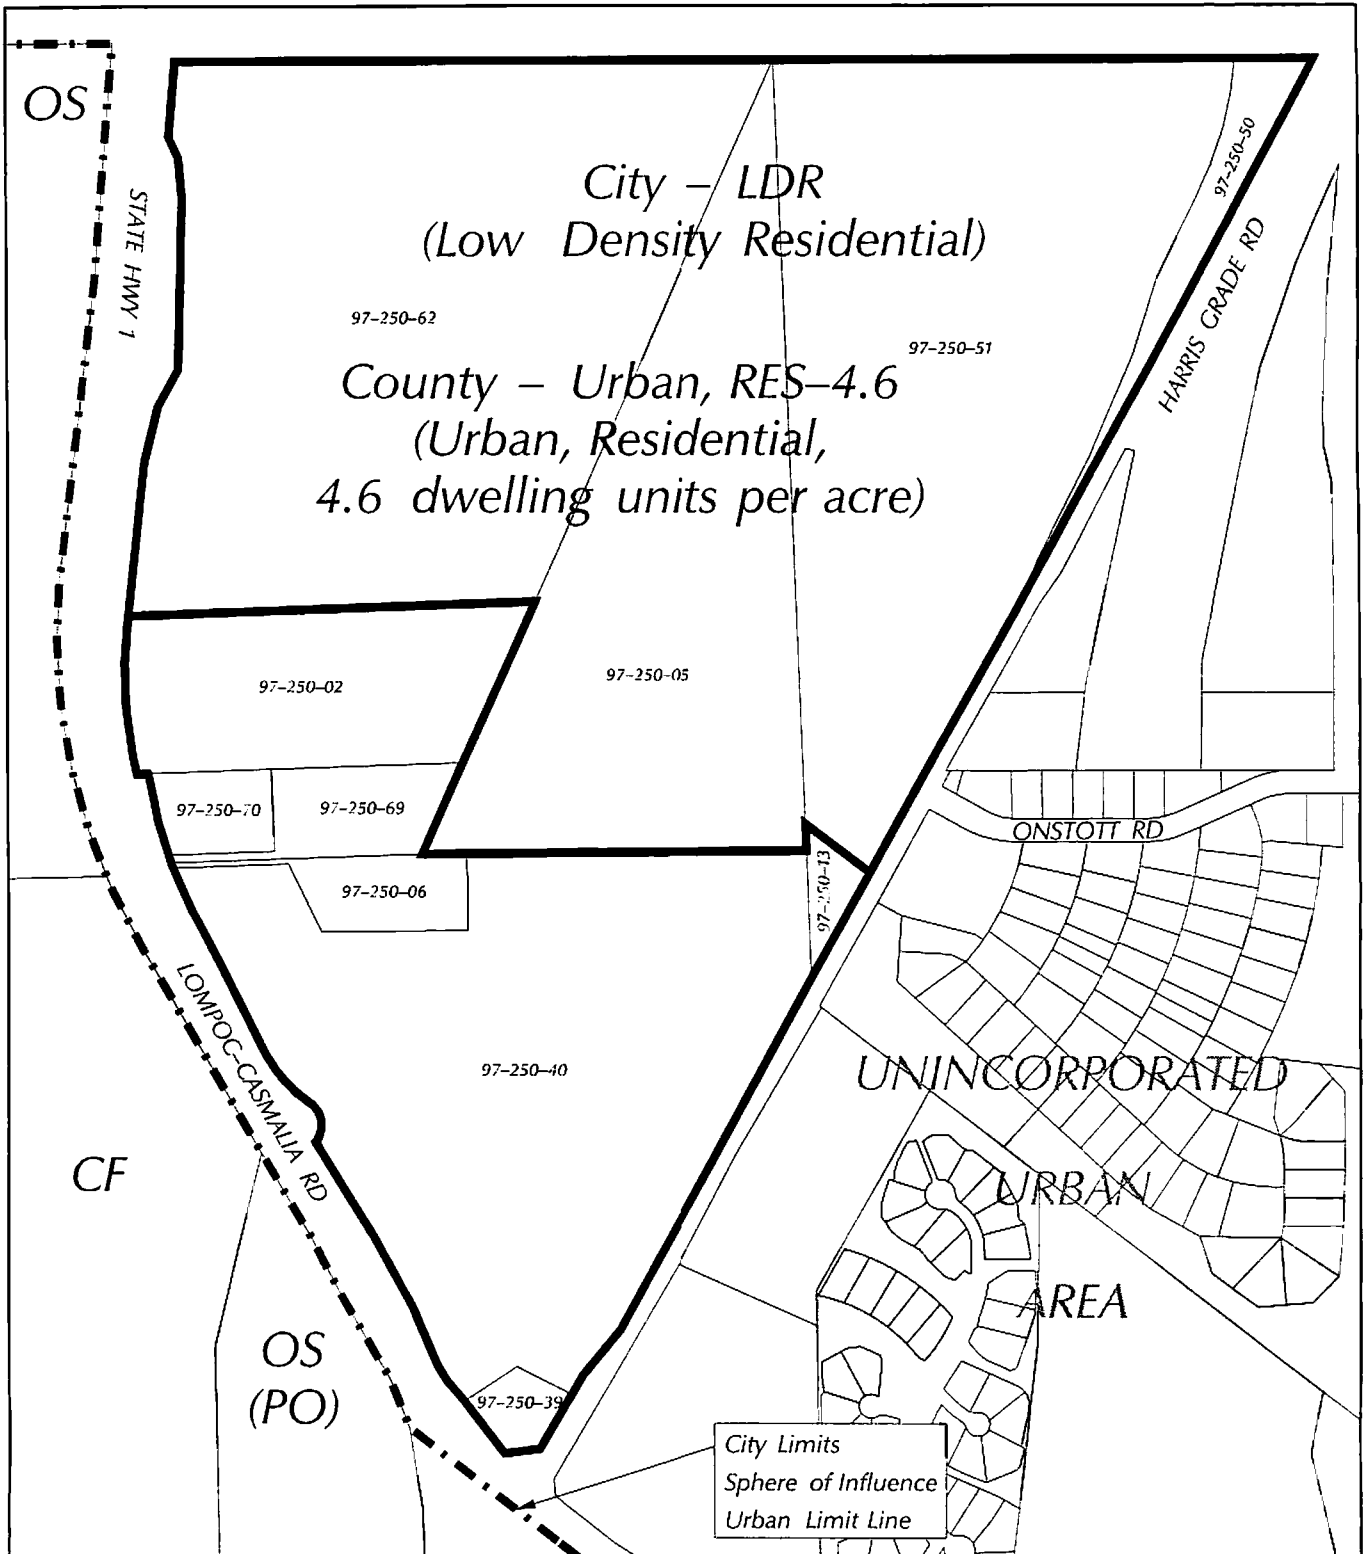 OS
97-250-50
City – LDR
(Low Density Residential)
STATE HWY 1
HARRIS GRADE RD
97-250-62
97-250-51
County – Urban, RES-4.6
(Urban, Residential,
4.6 dwelling units per acre)
97-250-02
97-250-05
97-250-70
97-250-69
ONSTOTT RD
97-250-06
97-250-13
LOMPOC-CASMALIA RD
97-250-40
UNINCORPORATED
URBAN
AREA
CF
OS
(PO)
97-250-39
City Limits
Sphere of Influence
Urban Limit Line